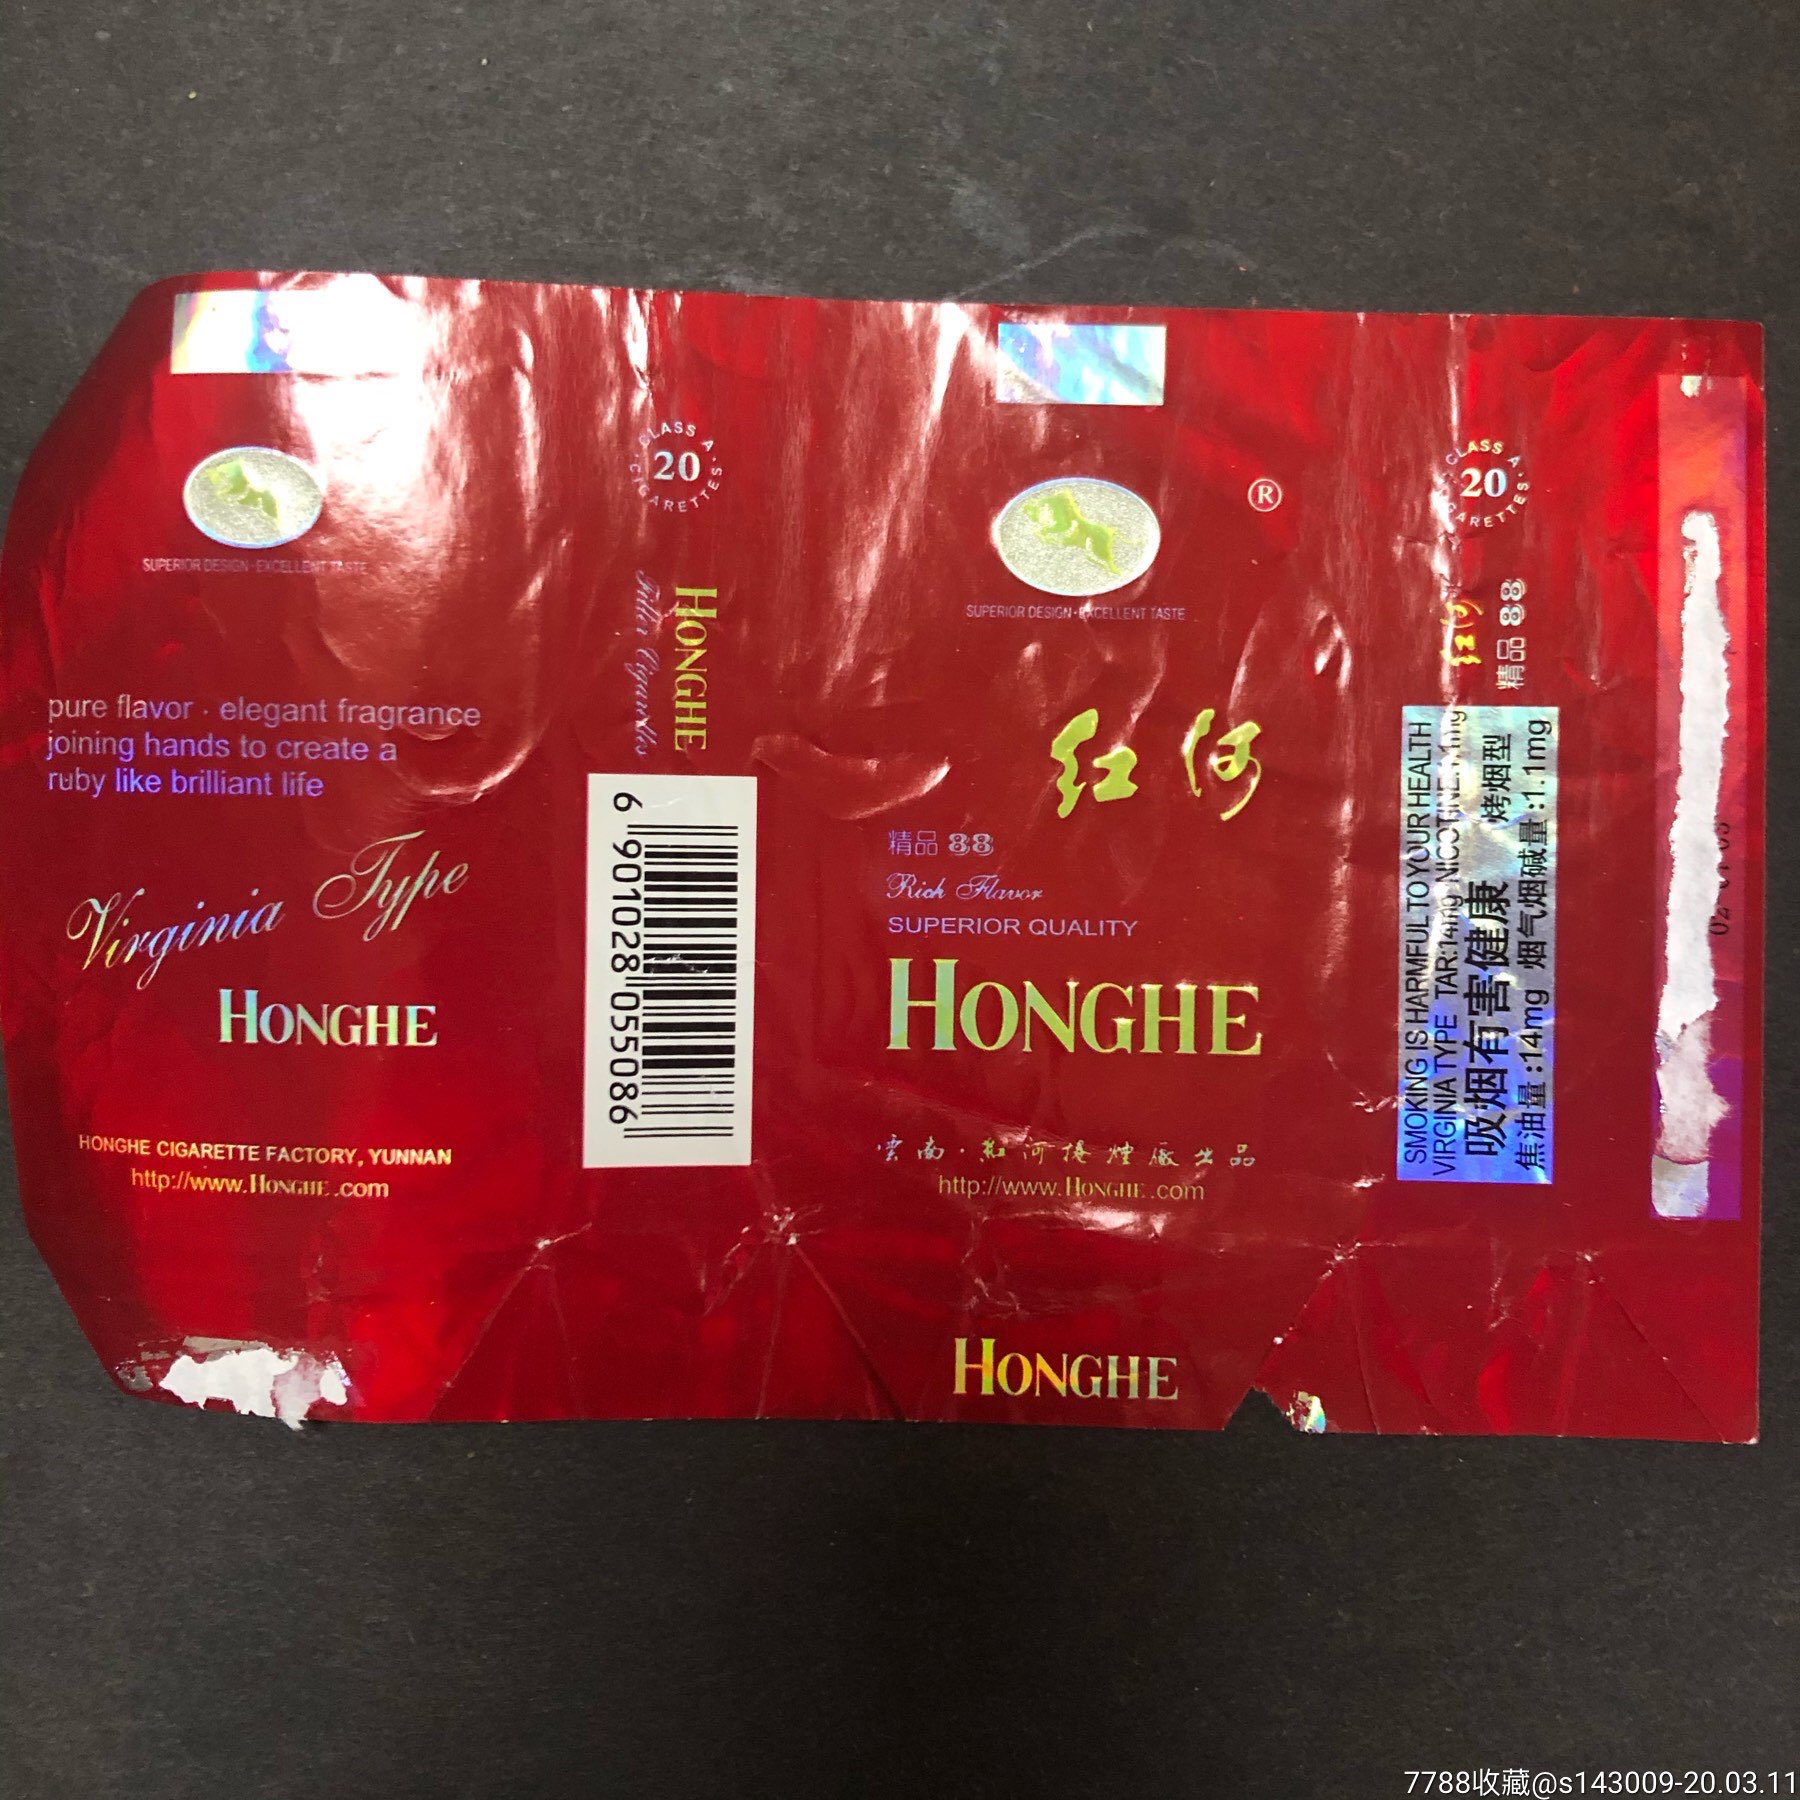 SUPERIOR DESIGN·EXCELLENT TASTE
pure flavor · elegant fragrance
joining hands to create a
ruby like brilliant life
Virginia Type
HONGHE
HONGHE CIGARETTE FACTORY, YUNNAN
http://www.HONGHE.com
CLASS A
20
CIGARETTES
HONGHE
Filter Cigarettes
6 901028 055086
®
SUPERIOR DESIGN·EXCELLENT TASTE
红河
精品 88
Rich Flavor
SUPERIOR QUALITY
HONGHE
雲南·红河捲煙廠出品
http://www.HONGHE.com
HONGHE
CLASS A
20
CIGARETTES
红河
精品 88
SMOKING IS HARMFUL TO YOUR HEALTH
VIRGINIA TYPE TAR:14mg NICOTINE:1.1mg
吸烟有害健康 烤烟型
焦油量:14mg 烟气烟碱量:1.1mg
7788收藏@s143009-20.03.11